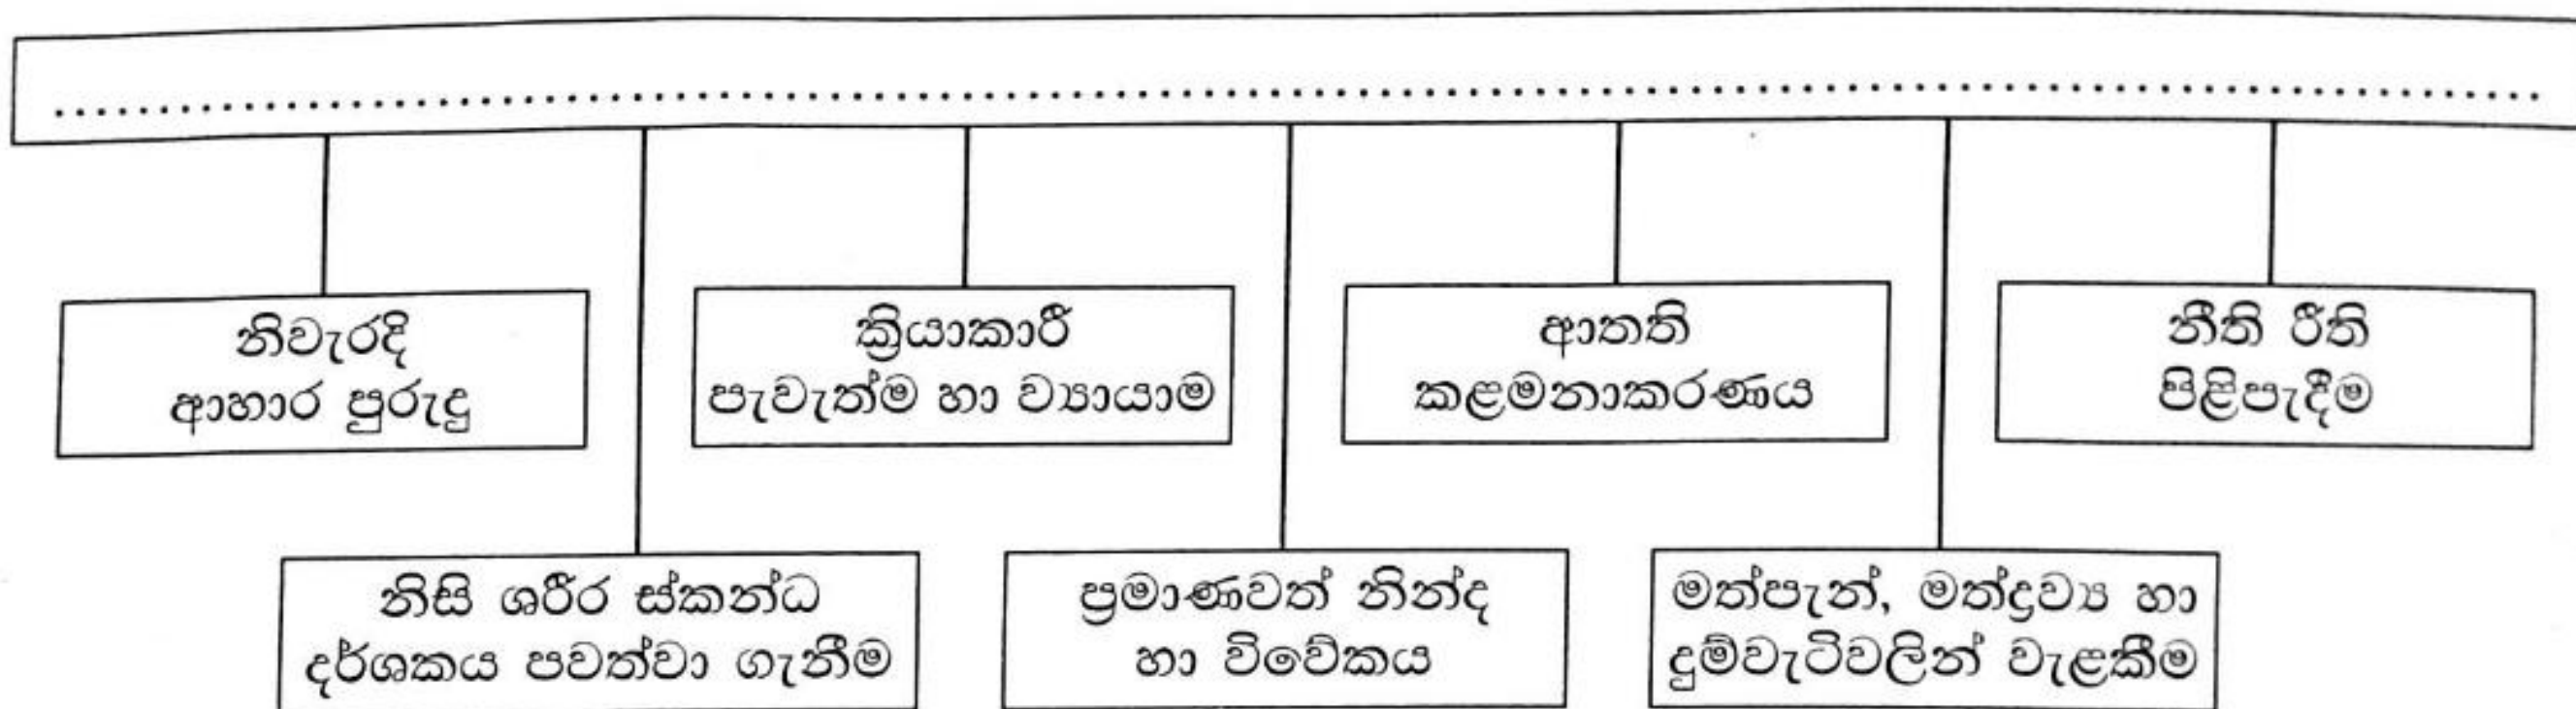 ................................................................................
නිවැරදි
ආහාර පුරුදු
ක්‍රියාකාරී
පැවැත්ම හා ව්‍යායාම
ආතති
කළමනාකරණය
නීති රීති
පිළිපැදීම
නිසි ශරීර ස්කන්ධ
දර්ශකය පවත්වා ගැනීම
ප්‍රමාණවත් නින්ද
හා විවේකය
මත්පැන්, මත්ද්‍රව්‍ය හා
දුම්වැටිවලින් වැළකීම